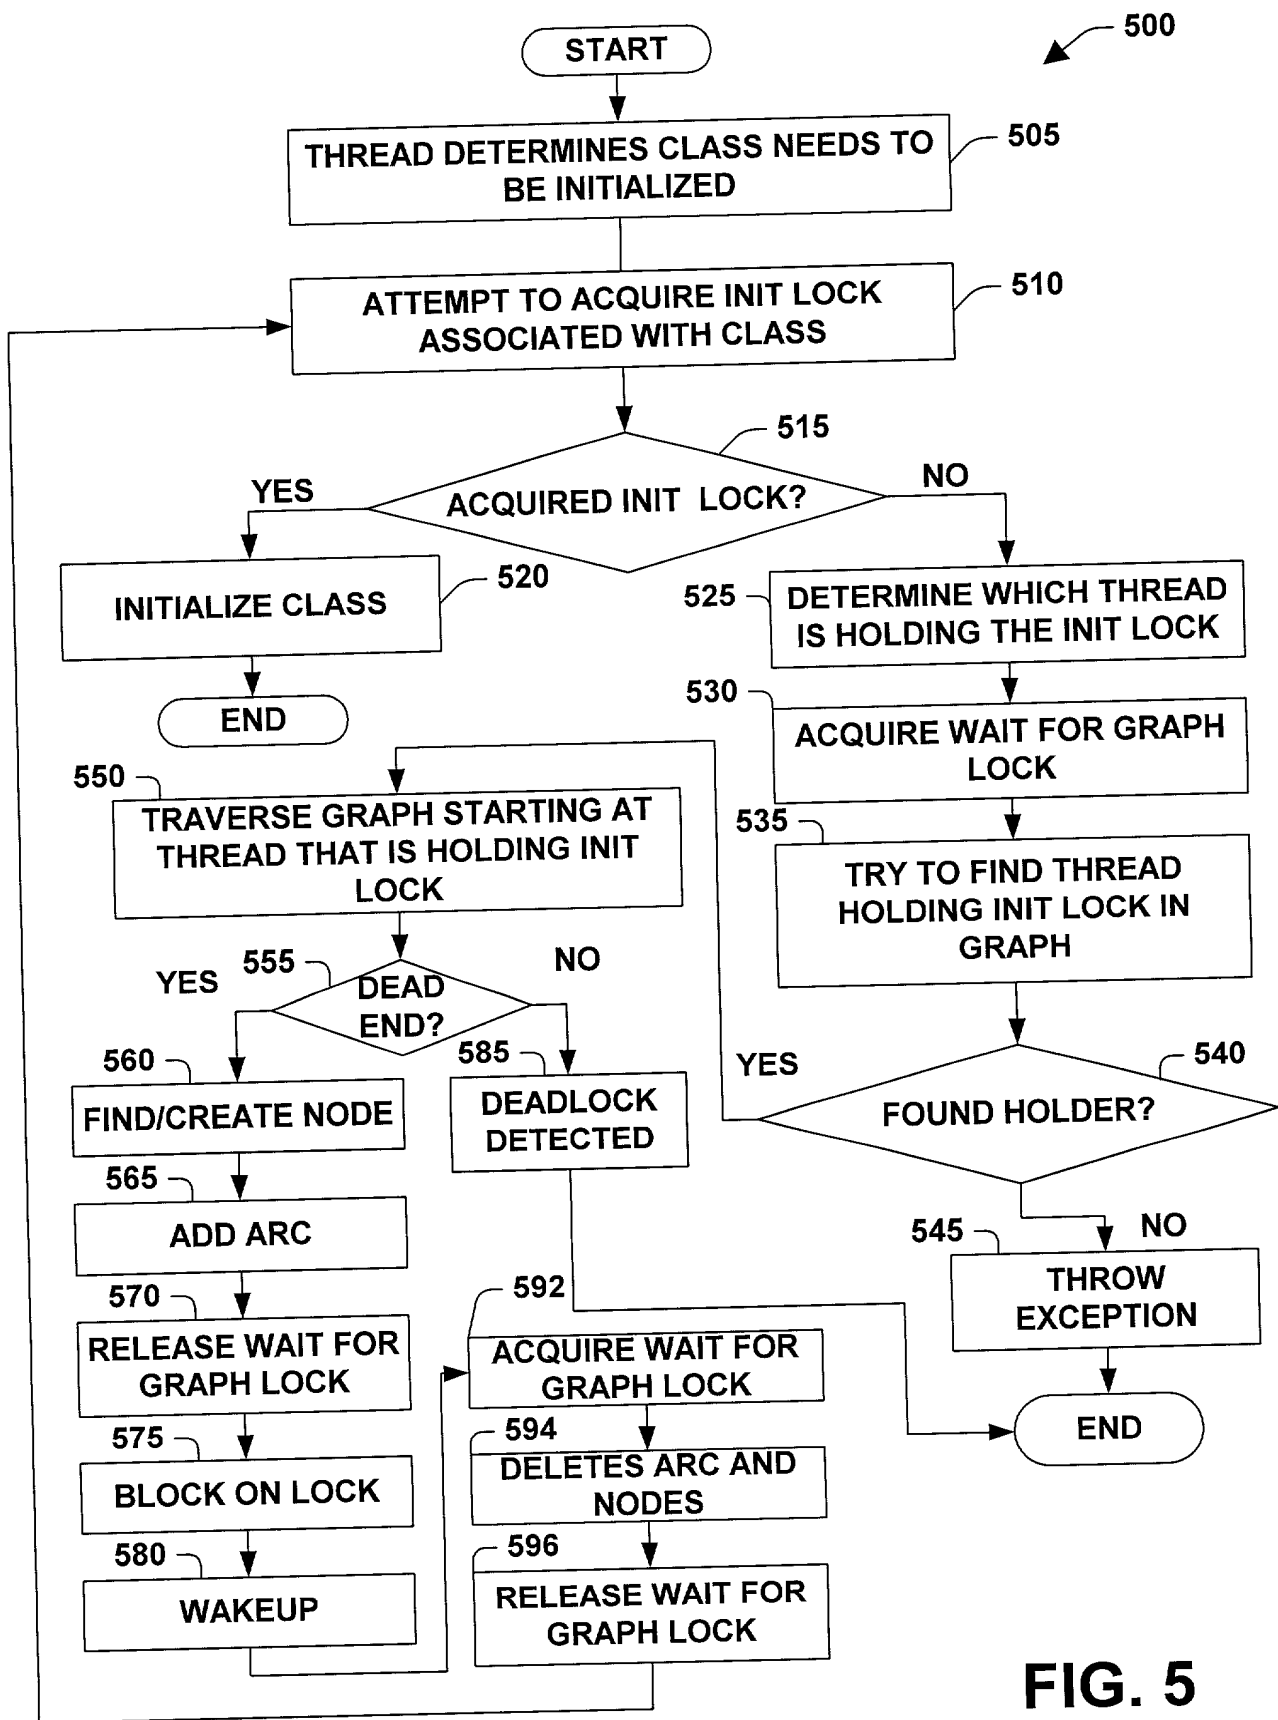 500
START
THREAD DETERMINES CLASS NEEDS TO
BE INITIALIZED
505
ATTEMPT TO ACQUIRE INIT LOCK
ASSOCIATED WITH CLASS
510
515
ACQUIRED INIT LOCK?
YES
NO
INITIALIZE CLASS
520
END
525
DETERMINE WHICH THREAD
IS HOLDING THE INIT LOCK
530
ACQUIRE WAIT FOR GRAPH
LOCK
535
TRY TO FIND THREAD
HOLDING INIT LOCK IN
GRAPH
540
FOUND HOLDER?
YES
NO
545
THROW
EXCEPTION
END
550
TRAVERSE GRAPH STARTING AT
THREAD THAT IS HOLDING INIT
LOCK
555
DEAD
END?
YES
NO
560
FIND/CREATE NODE
565
ADD ARC
570
RELEASE WAIT FOR
GRAPH LOCK
575
BLOCK ON LOCK
580
WAKEUP
585
DEADLOCK
DETECTED
592
ACQUIRE WAIT FOR
GRAPH LOCK
594
DELETES ARC AND
NODES
596
RELEASE WAIT FOR
GRAPH LOCK
FIG. 5